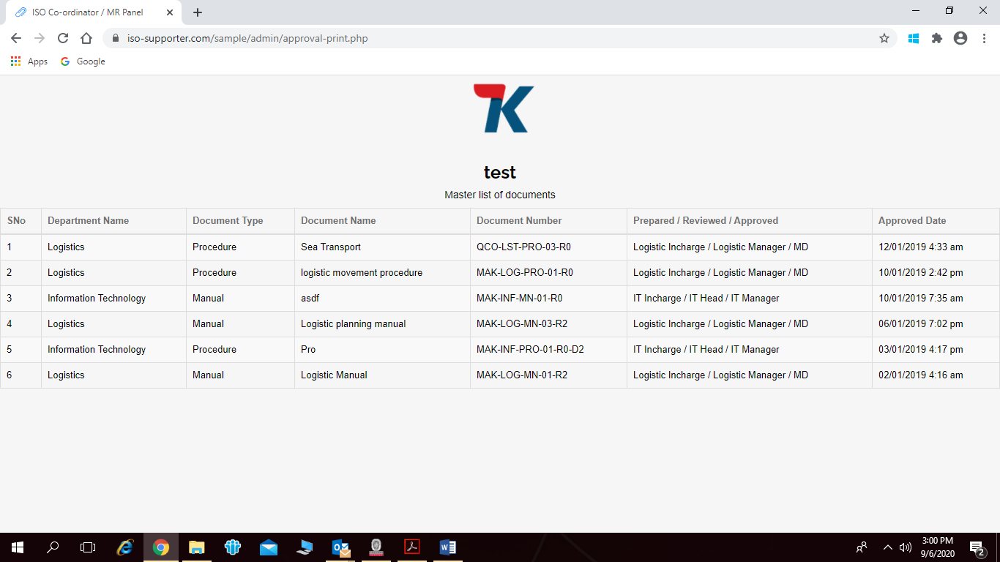 ISO Co-ordinator / MR Panel
iso-supporter.com/sample/admin/approval-print.php
Apps Google
test
Master list of documents
SNo Department Name Document Type Document Name Document Number Prepared / Reviewed / Approved Approved Date
1 Logistics Procedure Sea Transport QCO-LST-PRO-03-R0 Logistic Incharge / Logistic Manager / MD 12/01/2019 4:33 am
2 Logistics Procedure logistic movement procedure MAK-LOG-PRO-01-R0 Logistic Incharge / Logistic Manager / MD 10/01/2019 2:42 pm
3 Information Technology Manual asdf MAK-INF-MN-01-R0 IT Incharge / IT Head / IT Manager 10/01/2019 7:35 am
4 Logistics Manual Logistic planning manual MAK-LOG-MN-03-R2 Logistic Incharge / Logistic Manager / MD 06/01/2019 7:02 pm
5 Information Technology Procedure Pro MAK-INF-PRO-01-R0-D2 IT Incharge / IT Head / IT Manager 03/01/2019 4:17 pm
6 Logistics Manual Logistic Manual MAK-LOG-MN-01-R2 Logistic Incharge / Logistic Manager / MD 02/01/2019 4:16 am
3:00 PM
9/6/2020
2